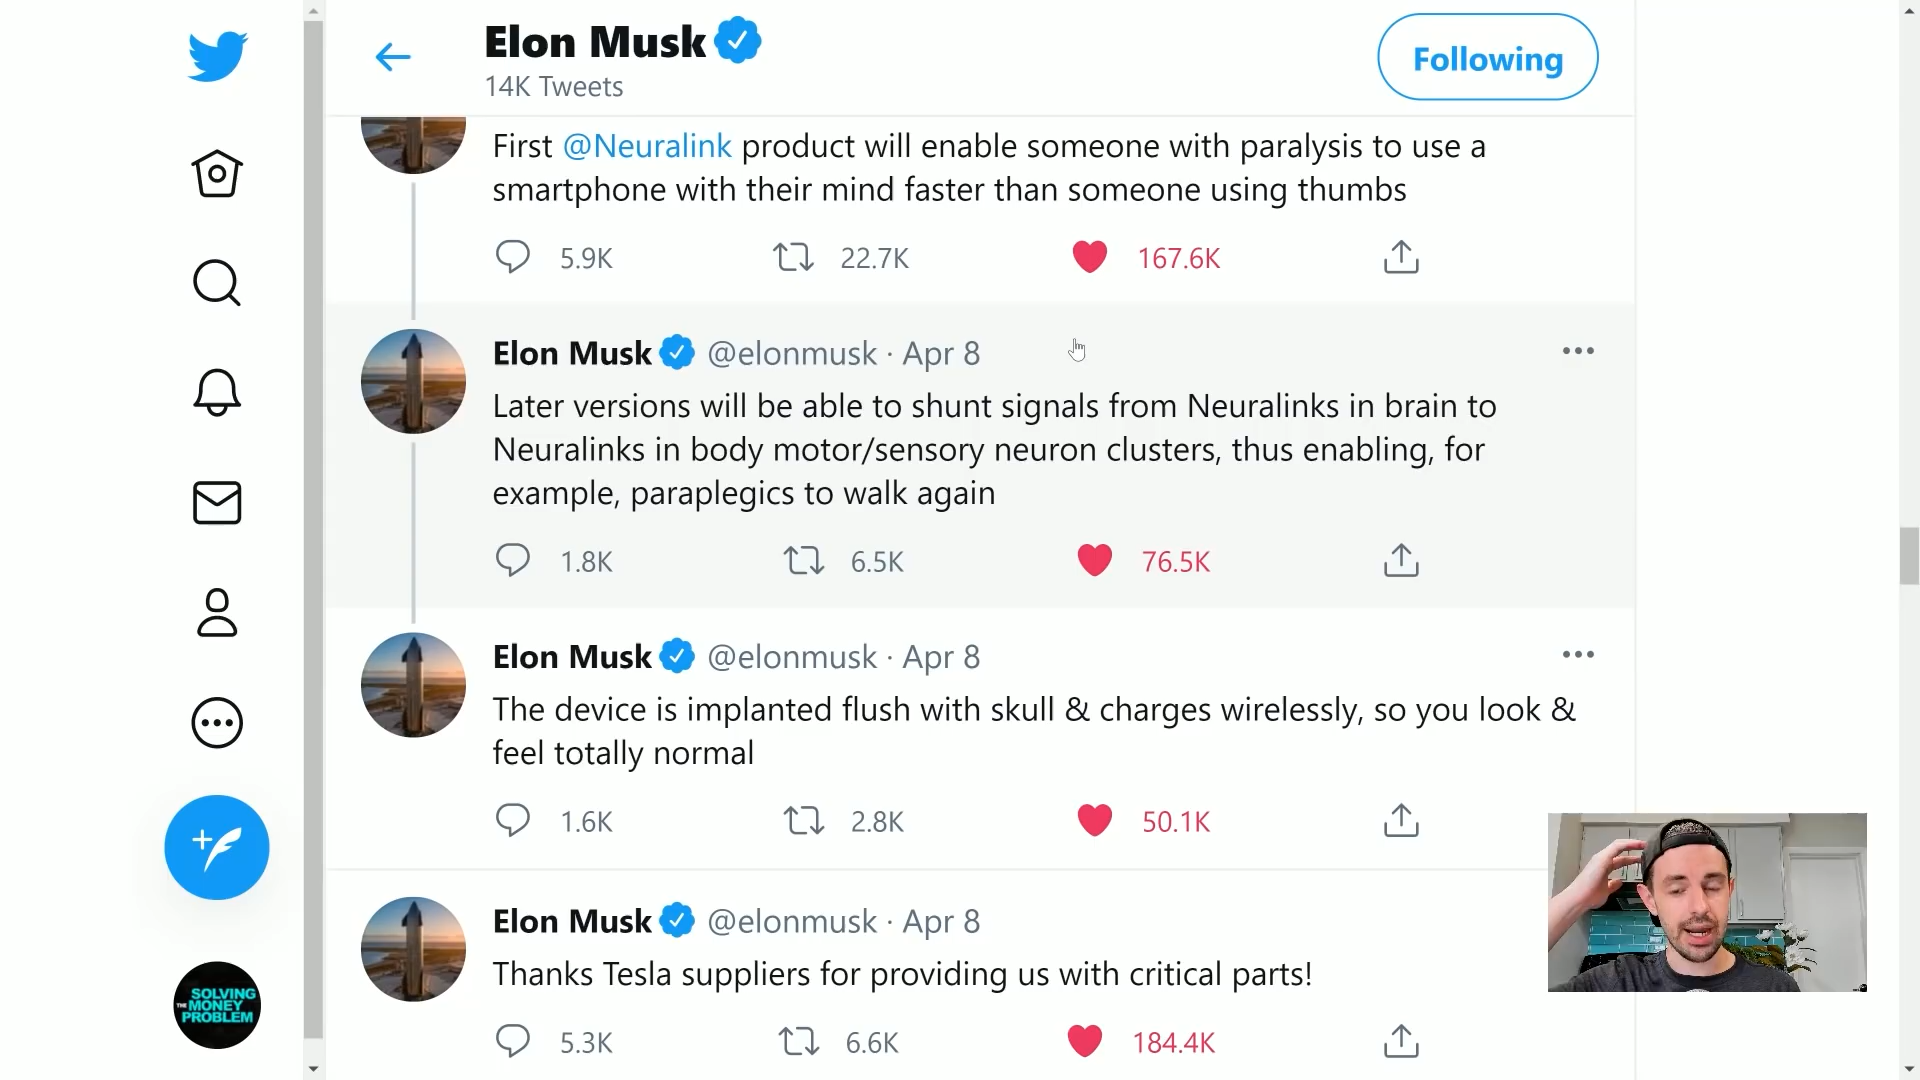 Elon Musk
14K Tweets
Following
First @Neuralink product will enable someone with paralysis to use a
smartphone with their mind faster than someone using thumbs
5.9K 22.7K 167.6K
Elon Musk @elonmusk · Apr 8
Later versions will be able to shunt signals from Neuralinks in brain to
Neuralinks in body motor/sensory neuron clusters, thus enabling, for
example, paraplegics to walk again
1.8K 6.5K 76.5K
Elon Musk @elonmusk · Apr 8
The device is implanted flush with skull & charges wirelessly, so you look &
feel totally normal
1.6K 2.8K 50.1K
Elon Musk @elonmusk · Apr 8
Thanks Tesla suppliers for providing us with critical parts!
5.3K 6.6K 184.4K
SOLVING
THE MONEY
PROBLEM